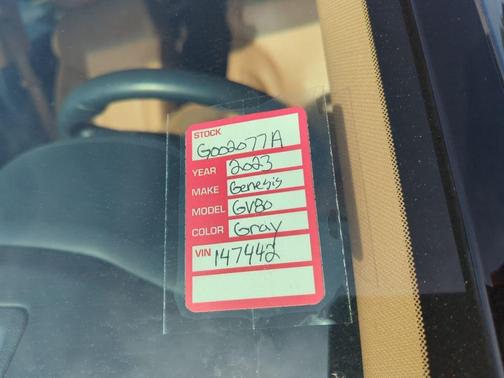 STOCK
G002077A
YEAR 2023
MAKE Genesis
MODEL GV80
COLOR Gray
VIN 147442